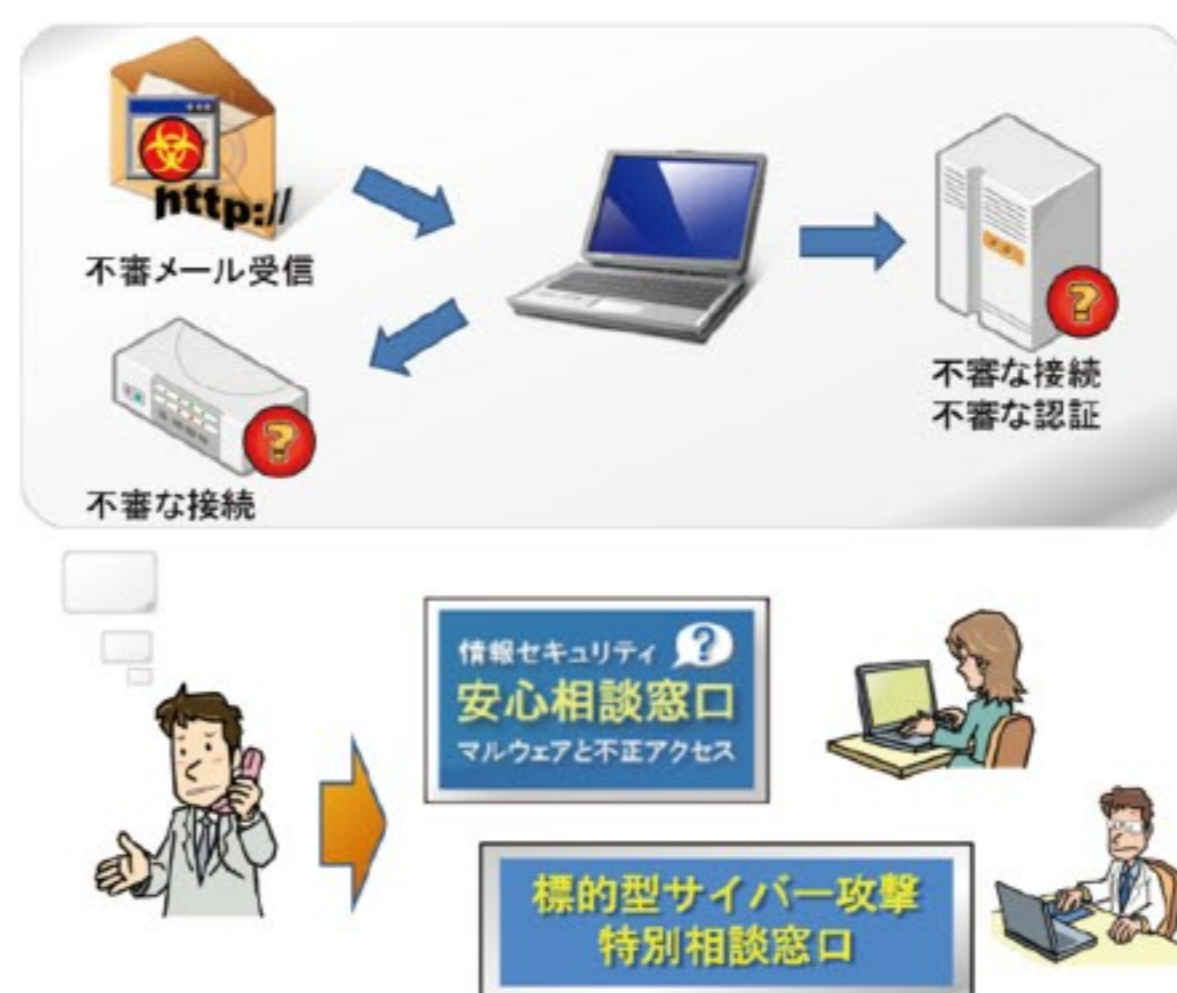 http://
不審メール受信
不審な接続
不審な認証
不審な接続
情報セキュリティ
安心相談窓口
マルウェアと不正アクセス
標的型サイバー攻撃
特別相談窓口